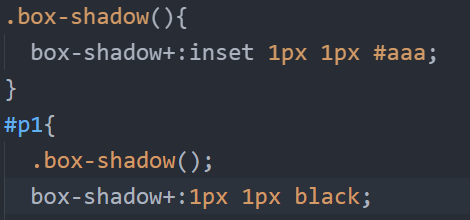 .box-shadow(){
  box-shadow+:inset 1px 1px #aaa;
}
#p1{
  .box-shadow();
  box-shadow+:1px 1px black;